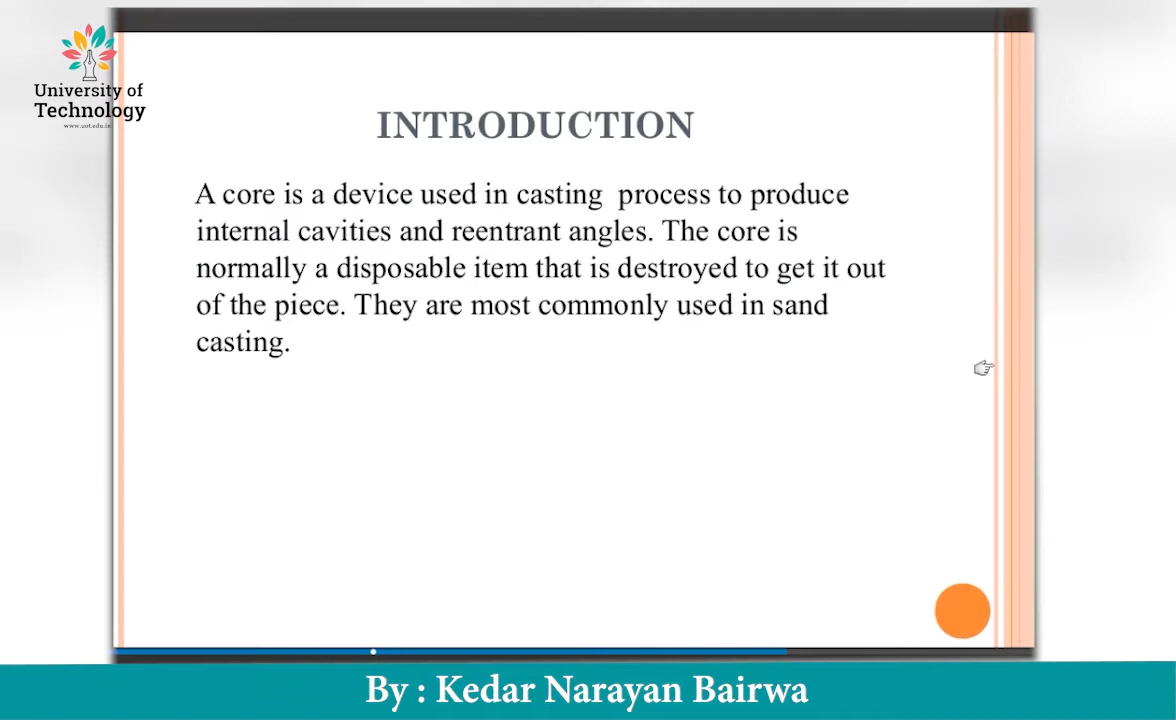 University of
Technology
www.uot.edu.in
INTRODUCTION
A core is a device used in casting process to produce
internal cavities and reentrant angles. The core is
normally a disposable item that is destroyed to get it out
of the piece. They are most commonly used in sand
casting.
By : Kedar Narayan Bairwa